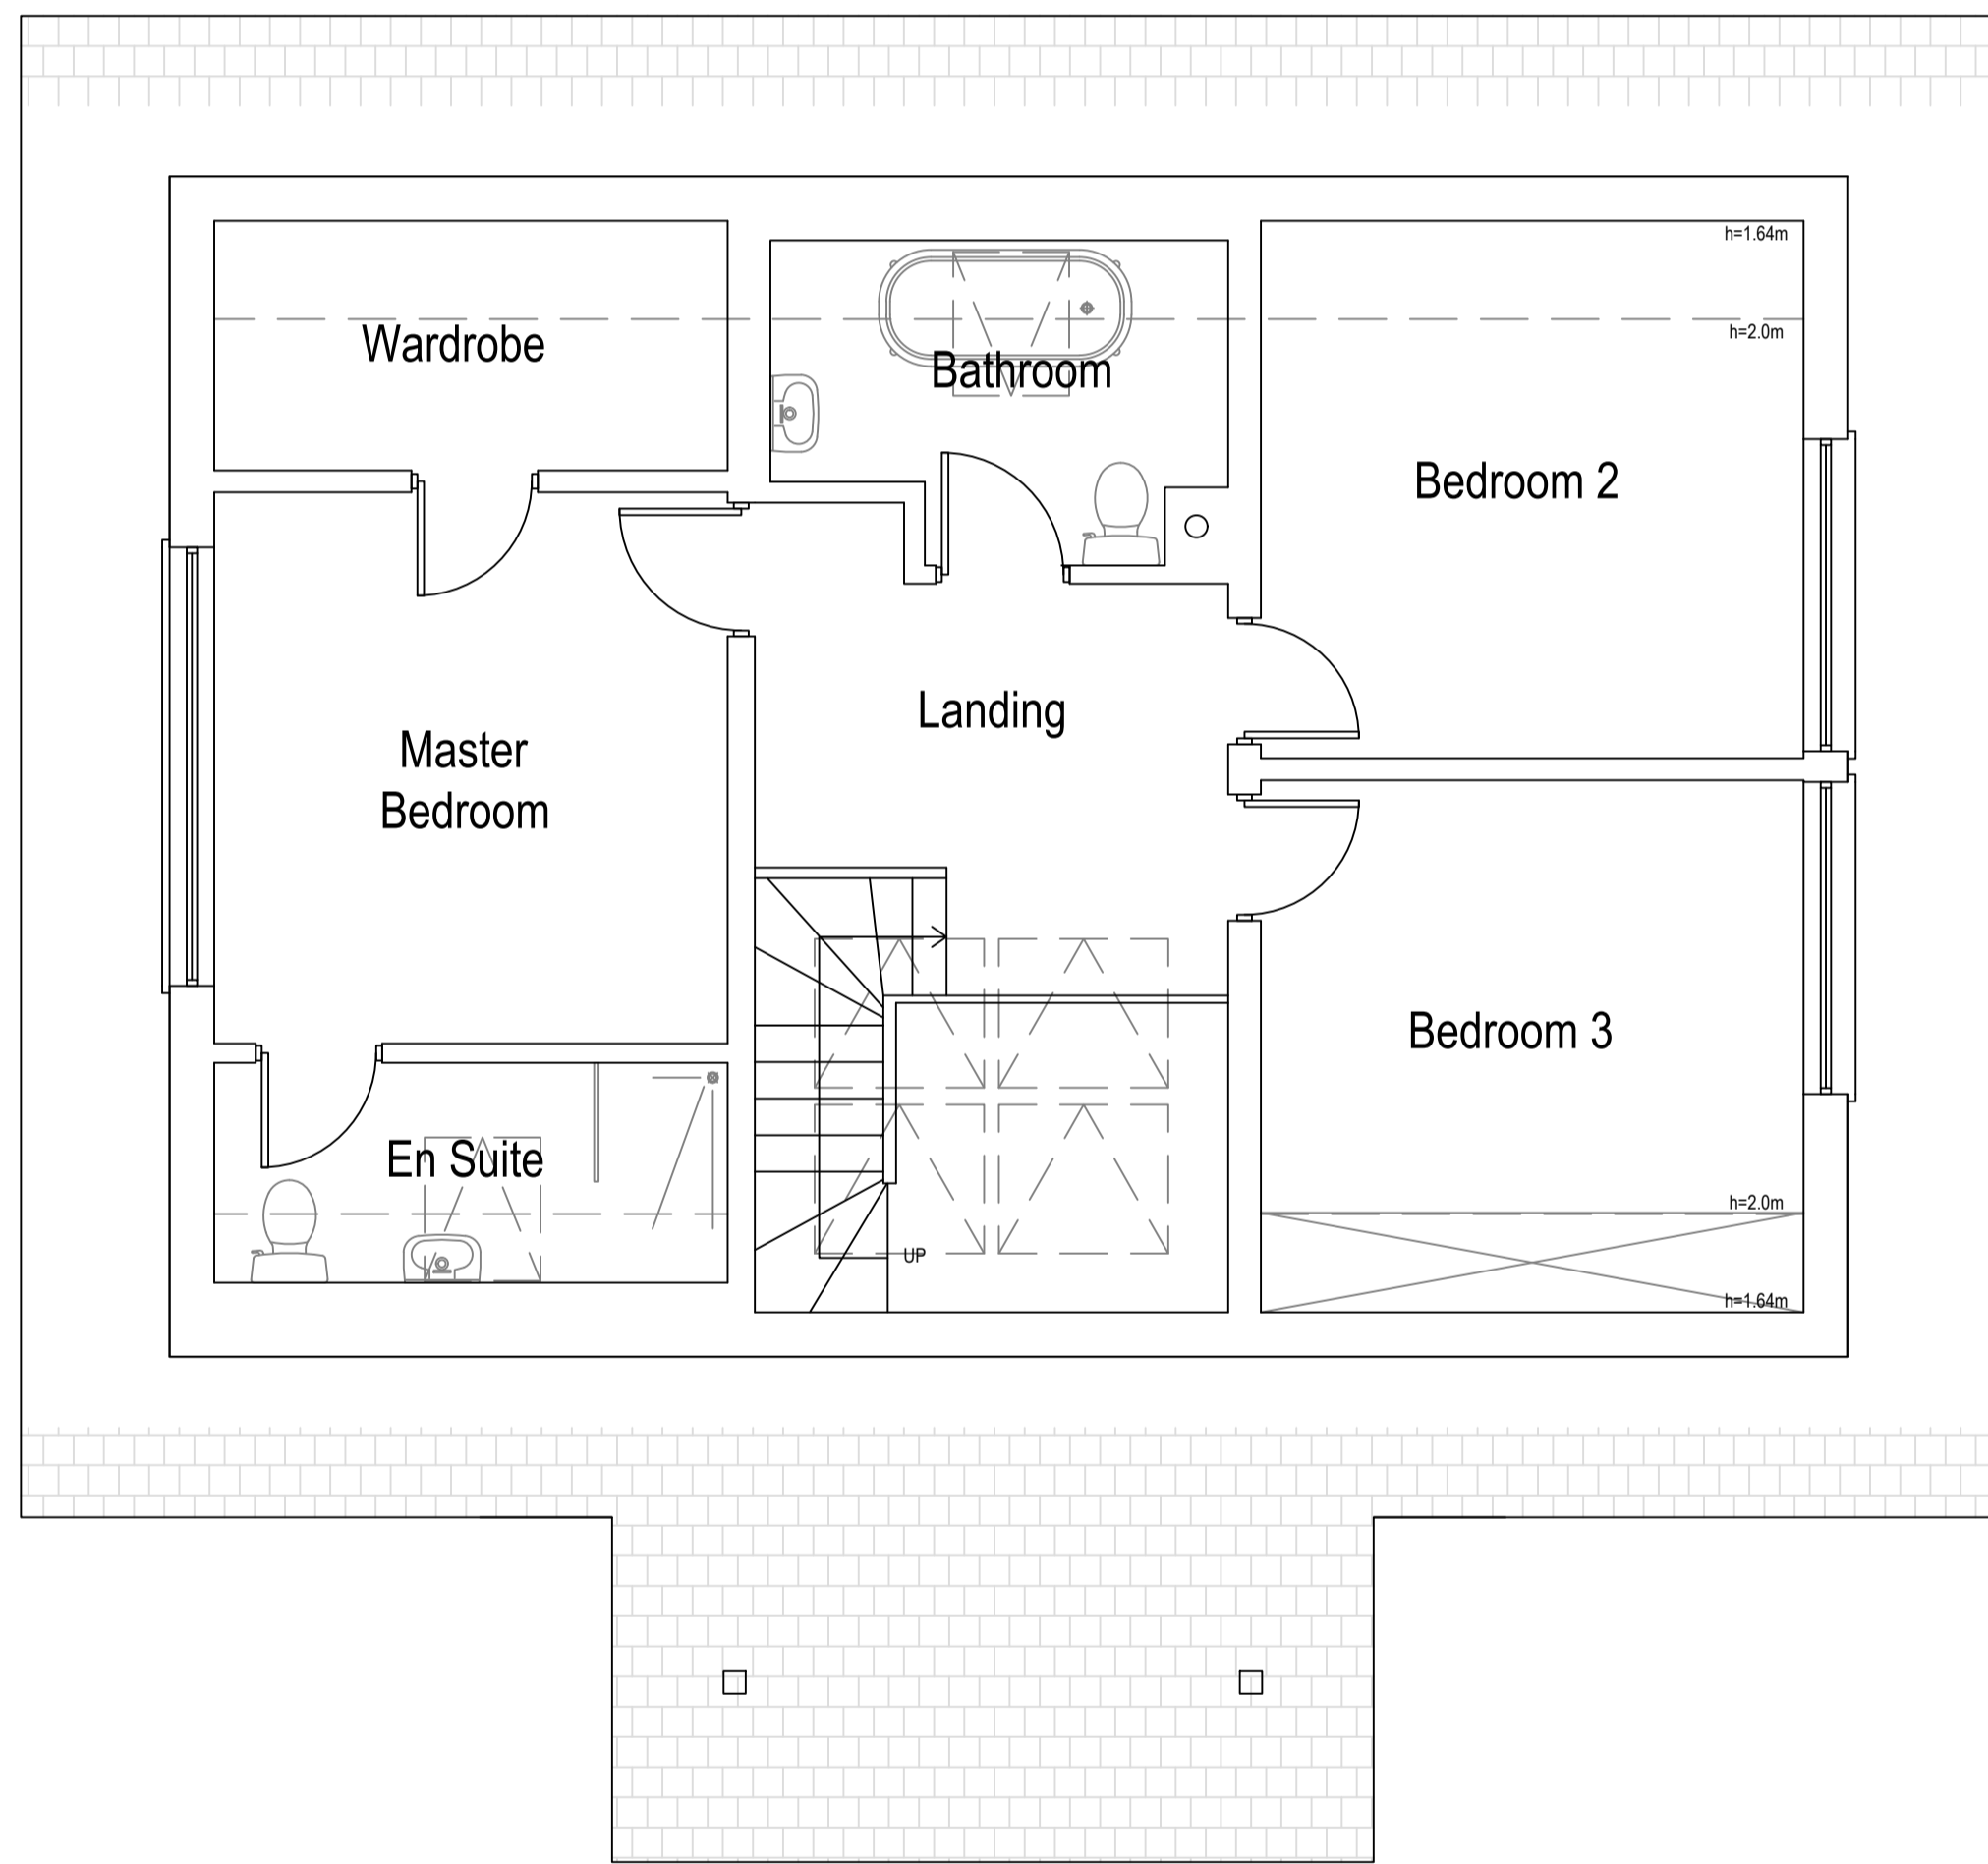 h=1.64m
h=2.0m
Wardrobe
Bathroom
Bedroom 2
Landing
Master
Bedroom
Bedroom 3
En Suite
h=2.0m
UP
h=1.64m